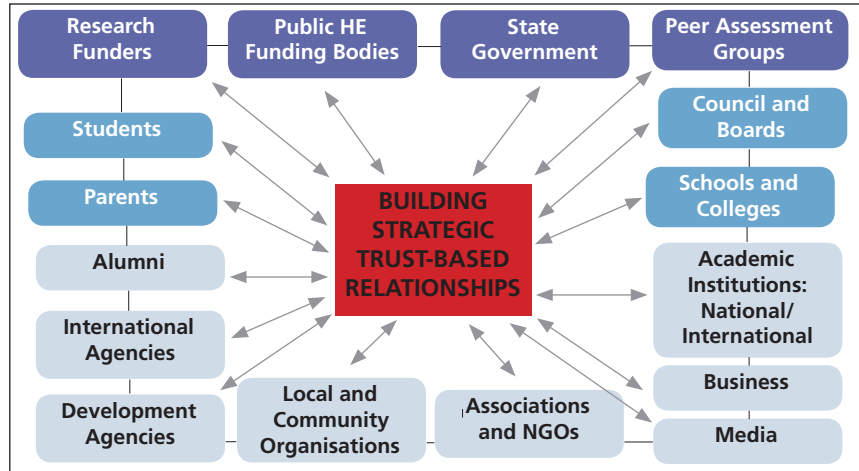 Research
Funders
Public HE
Funding Bodies
State
Government
Peer Assessment
Groups
Students
Council and
Boards
Parents
Schools and
Colleges
BUILDING
STRATEGIC
TRUST-BASED
RELATIONSHIPS
Alumni
Academic
Institutions:
National/
International
International
Agencies
Development
Agencies
Local and
Community
Organisations
Associations
and NGOs
Business
Media